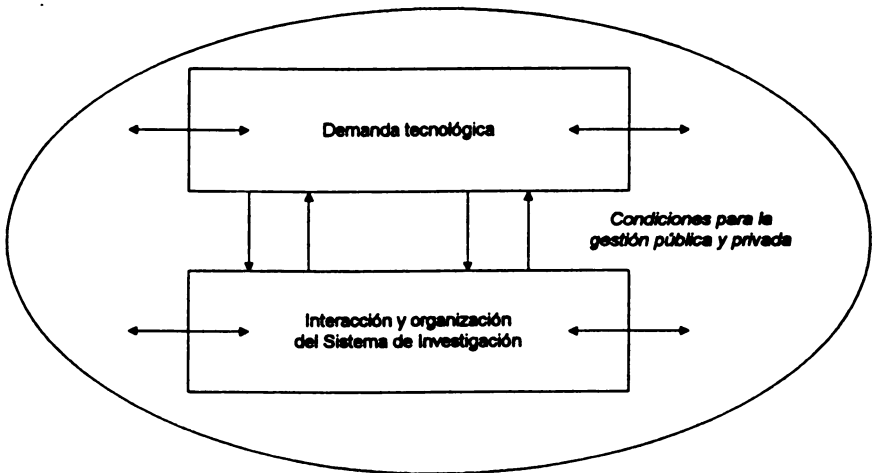 Demanda tecnológica
Condiciones para la
gestión pública y privada
Interacción y organización
del Sistema de Investigación